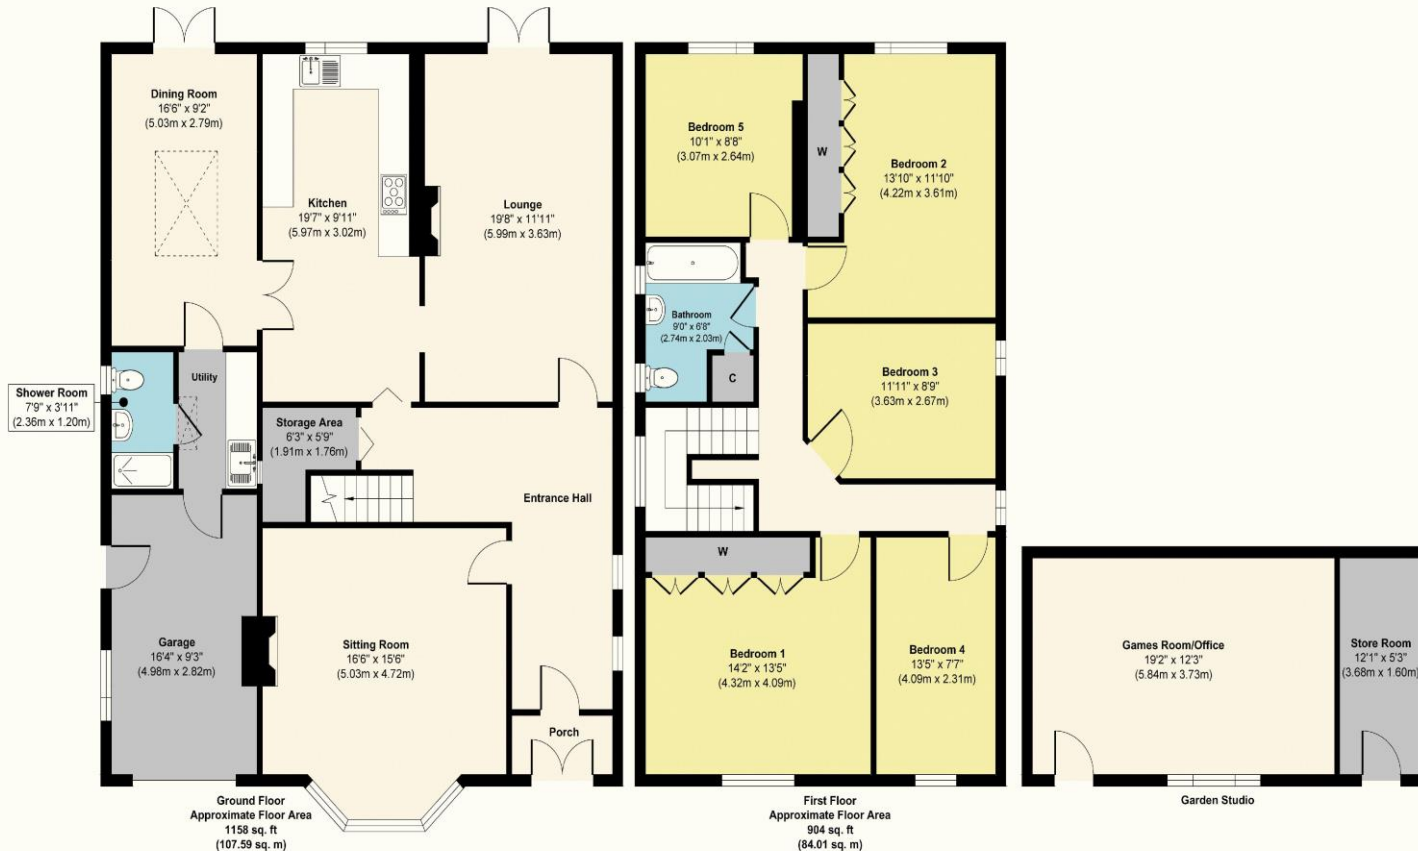 Dining Room
16'6" x 9'2"
(5.03m x 2.79m)
Kitchen
19'7" x 9'11"
(5.97m x 3.02m)
Lounge
19'8" x 11'11"
(5.99m x 3.63m)
Utility
Shower Room
7'9" x 3'11"
(2.36m x 1.20m)
Storage Area
6'3" x 5'9"
(1.91m x 1.76m)
Entrance Hall
Garage
16'4" x 9'3"
(4.98m x 2.82m)
Sitting Room
16'6" x 15'6"
(5.03m x 4.72m)
Porch
Ground Floor
Approximate Floor Area
1158 sq. ft
(107.59 sq. m)
Bedroom 5
10'1" x 8'8"
(3.07m x 2.64m)
W
Bedroom 2
13'10" x 11'10"
(4.22m x 3.61m)
Bathroom
9'0" x 6'8"
(2.74m x 2.03m)
C
Bedroom 3
11'11" x 8'9"
(3.63m x 2.67m)
W
Bedroom 1
14'2" x 13'5"
(4.32m x 4.09m)
Bedroom 4
13'5" x 7'7"
(4.09m x 2.31m)
First Floor
Approximate Floor Area
904 sq. ft
(84.01 sq. m)
Games Room/Office
19'2" x 12'3"
(5.84m x 3.73m)
Store Room
12'1" x 5'3"
(3.68m x 1.60m)
Garden Studio